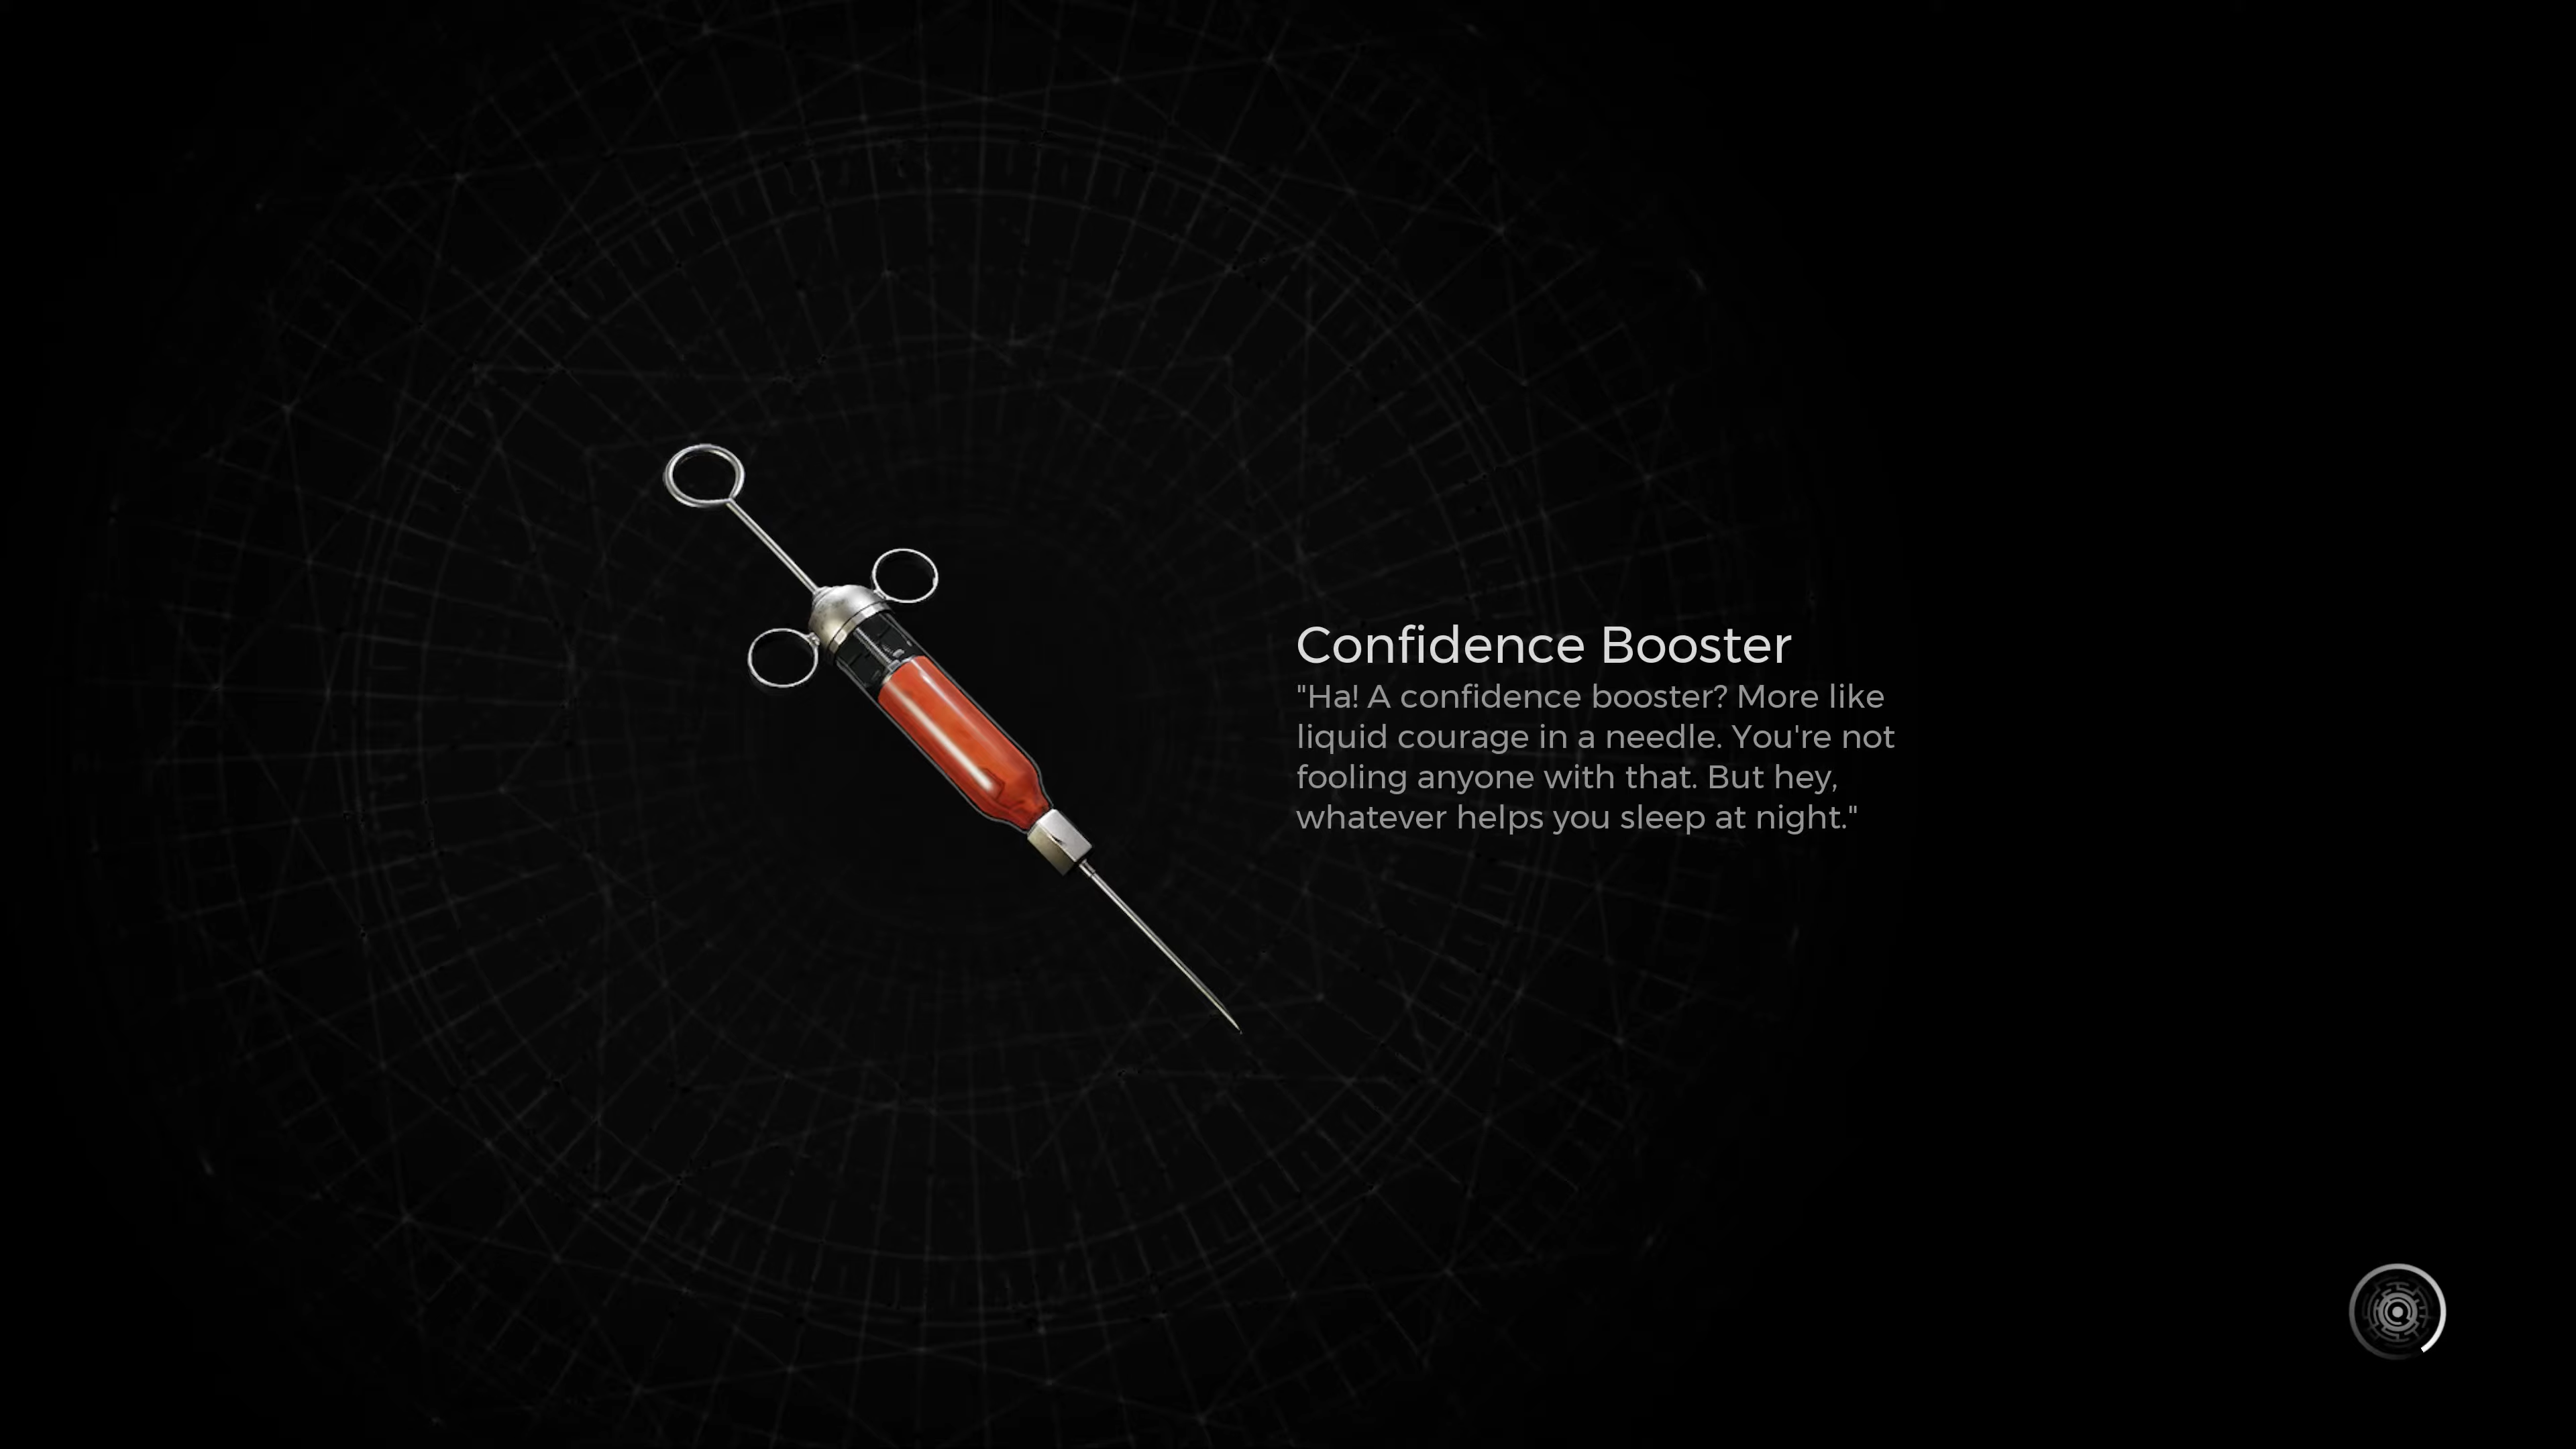 Confidence Booster
"Ha! A confidence booster? More like
liquid courage in a needle. You're not
fooling anyone with that. But hey,
whatever helps you sleep at night."